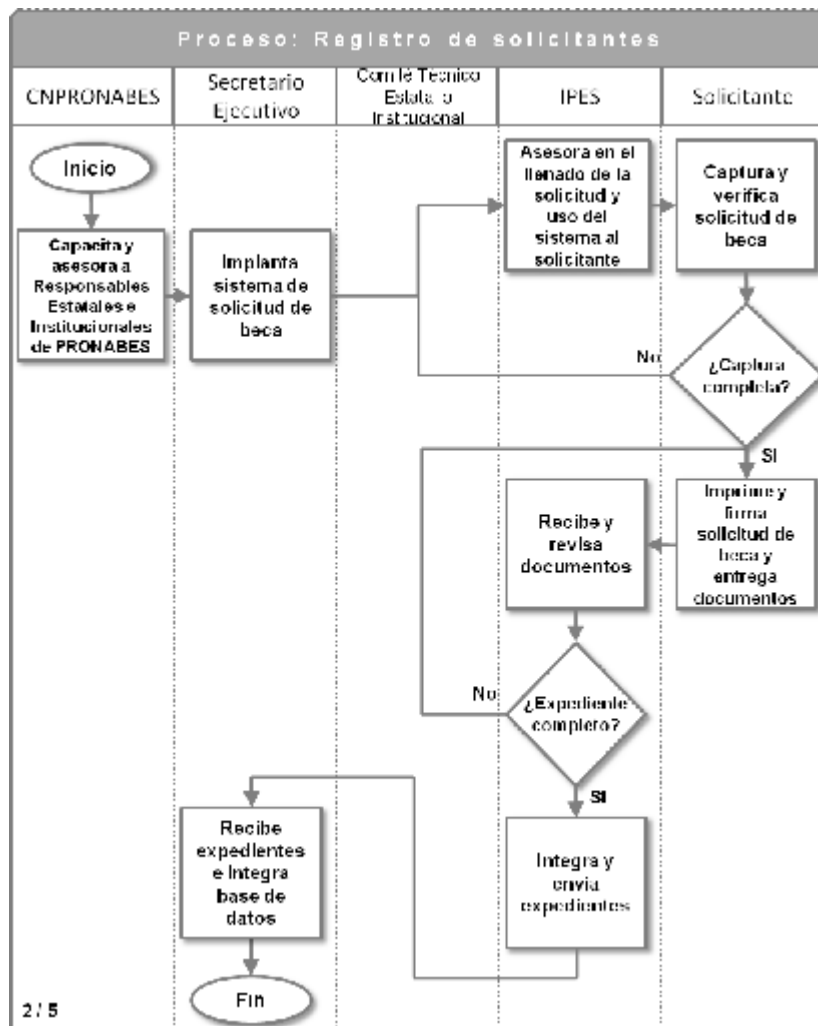 Proceso: Registro de solicitantes
CNPRONABES
Secretario
Ejecutivo
Comité Técnico
Estatal o
Institucional
IPES
Solicitante
Inicio
Capacita y
asesora a
Responsables
Estatales e
Institucionales
de PRONABES
Implanta
sistema de
solicitud de
beca
Asesora en el
llenado de la
solicitud y
uso del
sistema al
solicitante
Captura y
verifica
solicitud de
beca
No
¿Captura
completa?
SI
Imprime y
firma
solicitud de
beca y
entrega
documentos
Recibe y
revisa
documentos
No
¿Expediente
completo?
SI
Integra y
envía
expedientes
Recibe
expedientes
e integra
base de
datos
Fin
2 / 5